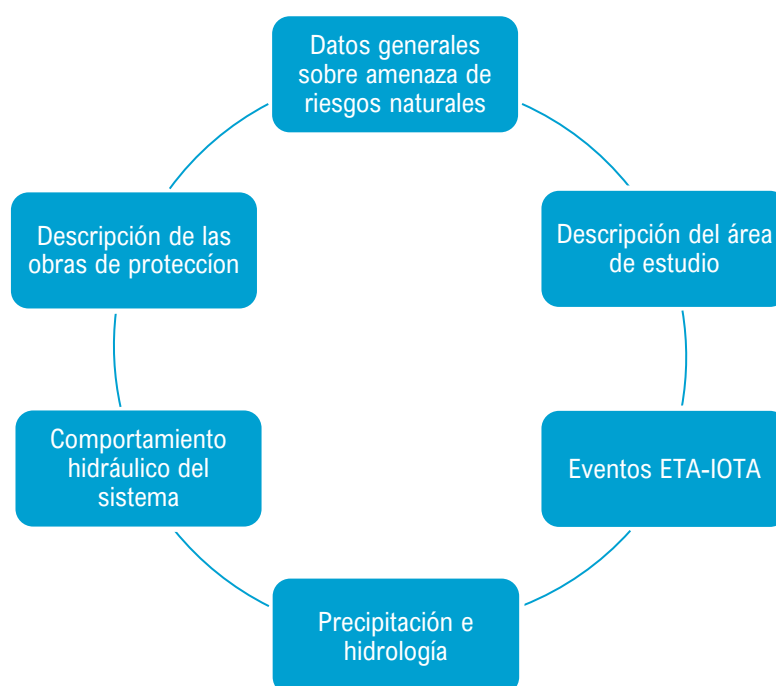 Datos generales
sobre amenaza de
riesgos naturales
Descripción del área
de estudio
Eventos ETA-IOTA
Precipitación e
hidrología
Comportamiento
hidráulico del
sistema
Descripción de las
obras de proteccíon